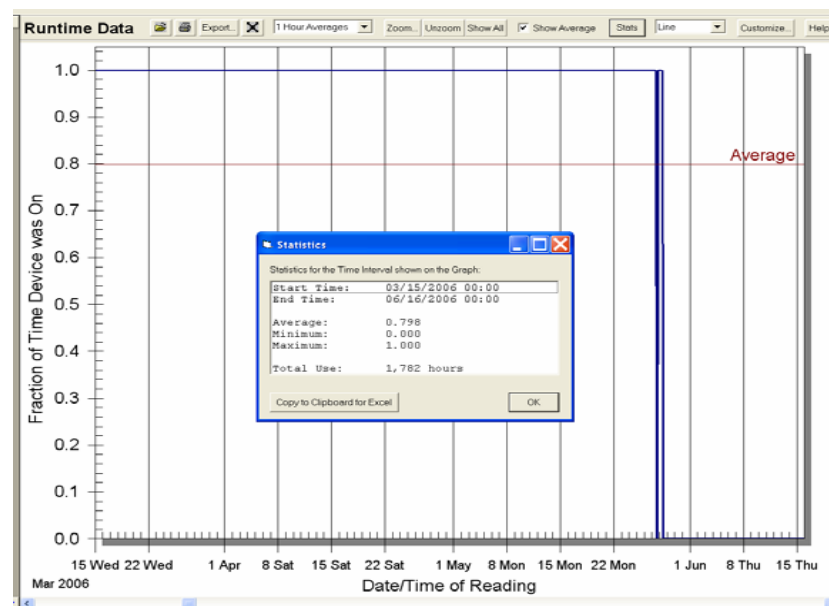 Runtime Data Export... 1 Hour Averages Zoom... Unzoom Show All Show Average Stats Line Customize... Help
Fraction of Time Device was On
1.0
0.9
0.8
0.7
0.6
0.5
0.4
0.3
0.2
0.1
0.0
Average
Statistics
Statistics for the Time Interval shown on the Graph:
Start Time: 03/15/2006 00:00
End Time: 06/16/2006 00:00
Average: 0.798
Minimum: 0.000
Maximum: 1.000
Total Use: 1,782 hours
Copy to Clipboard for Excel OK
15 Wed 22 Wed 1 Apr 8 Sat 15 Sat 22 Sat 1 May 8 Mon 15 Mon 22 Mon 1 Jun 8 Thu 15 Thu
Mar 2006
Date/Time of Reading